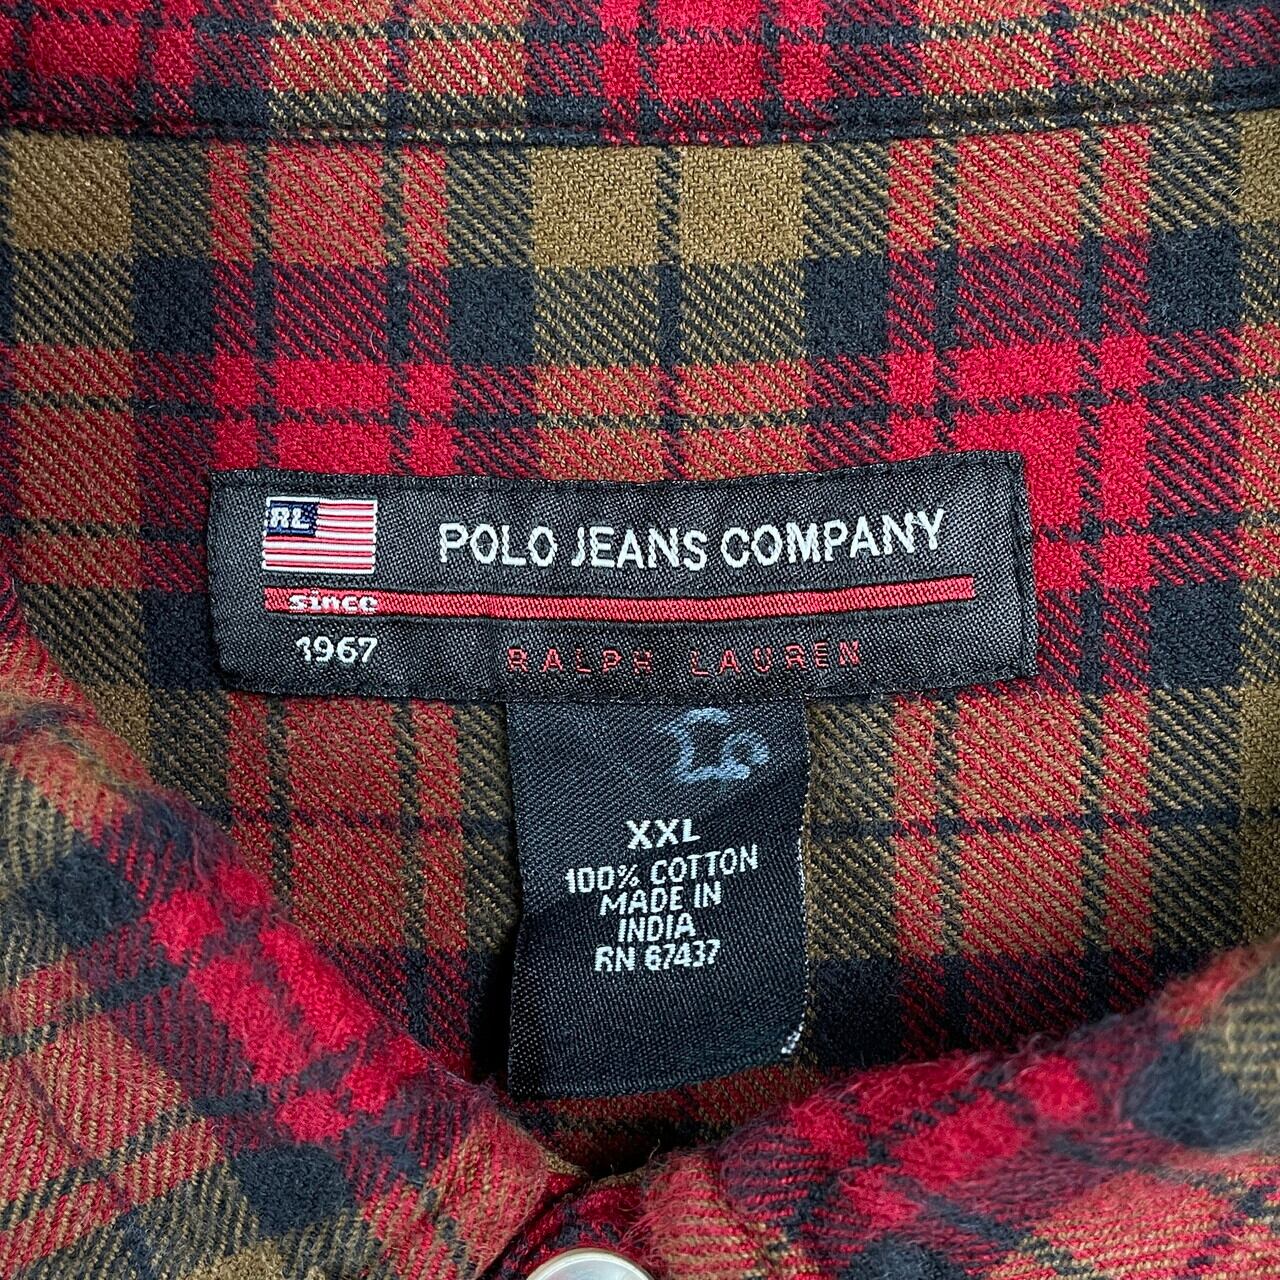 RL
POLO JEANS COMPANY
since
1967
RALPH LAUREN
XXL
100% COTTON
MADE IN
INDIA
RN 67437